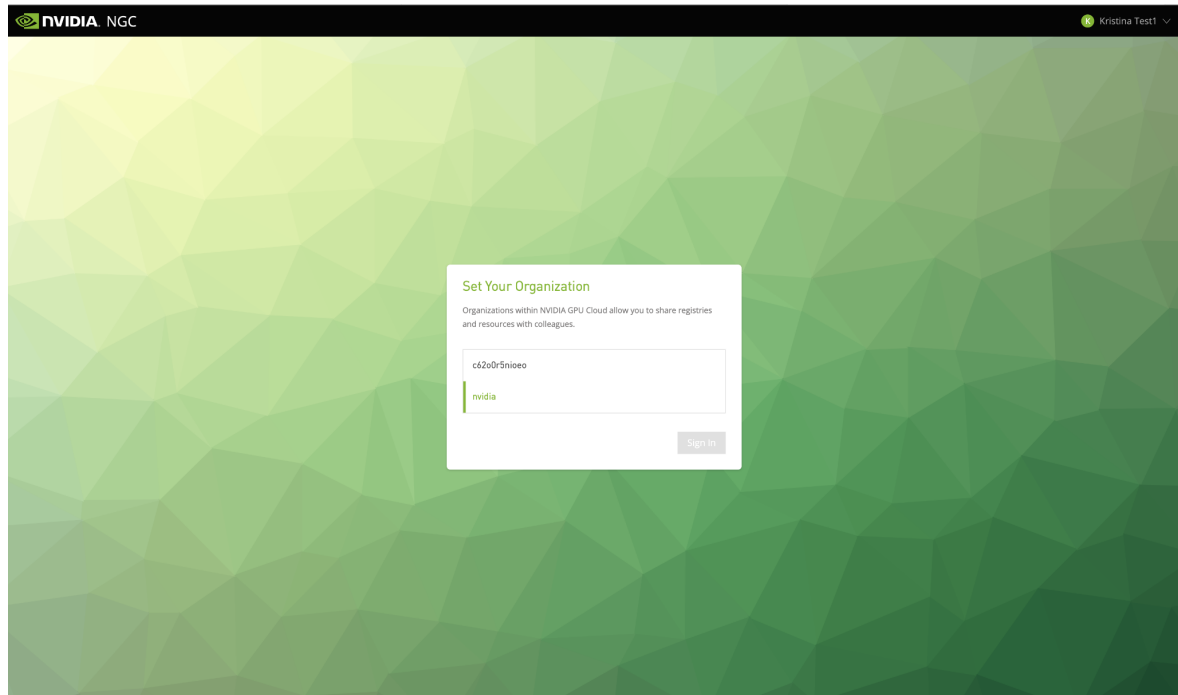 NVIDIA. NGC
K Kristina Test1
Set Your Organization
Organizations within NVIDIA GPU Cloud allow you to share registries
and resources with colleagues.
c62o0r5nioeo
nvidia
Sign In